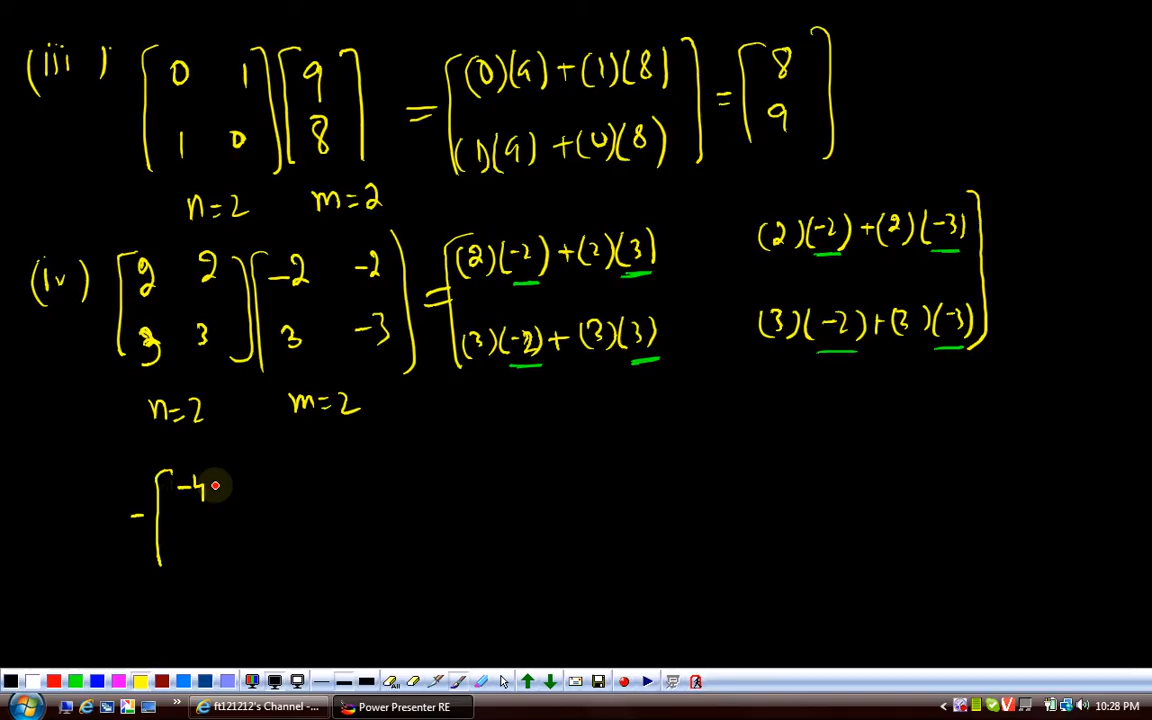 (iii) [0 1 [9 = [(0)(9)+(1)(8) = [8
1 0] 8] (1)(9)+(0)(8)] 9]
n=2 m=2
(iv) [2 2 [-2 -2 = [(2)(-2)+(2)(3) (2)(-2)+(2)(-3)
3 3] 3 -3] (3)(-2)+(3)(3) (3)(-2)+(3)(-3)]
n=2 m=2
- [-4
ft121212's Channel -...
Power Presenter RE
10:28 PM